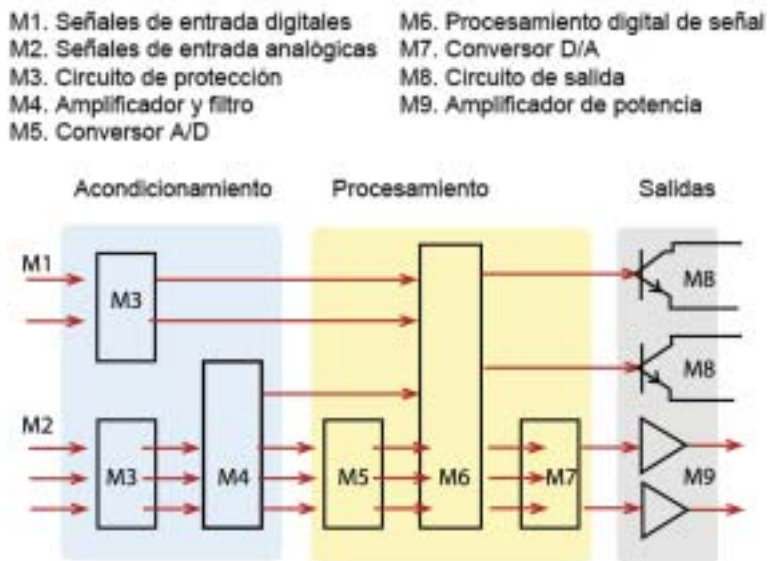 M1. Señales de entrada digitales
M2. Señales de entrada analógicas
M3. Circuito de protección
M4. Amplificador y filtro
M5. Conversor A/D
M6. Procesamiento digital de señal
M7. Conversor D/A
M8. Circuito de salida
M9. Amplificador de potencia
Acondicionamiento
Procesamiento
Salidas
M1
M3
M8
M8
M2
M3
M4
M5
M6
M7
M9